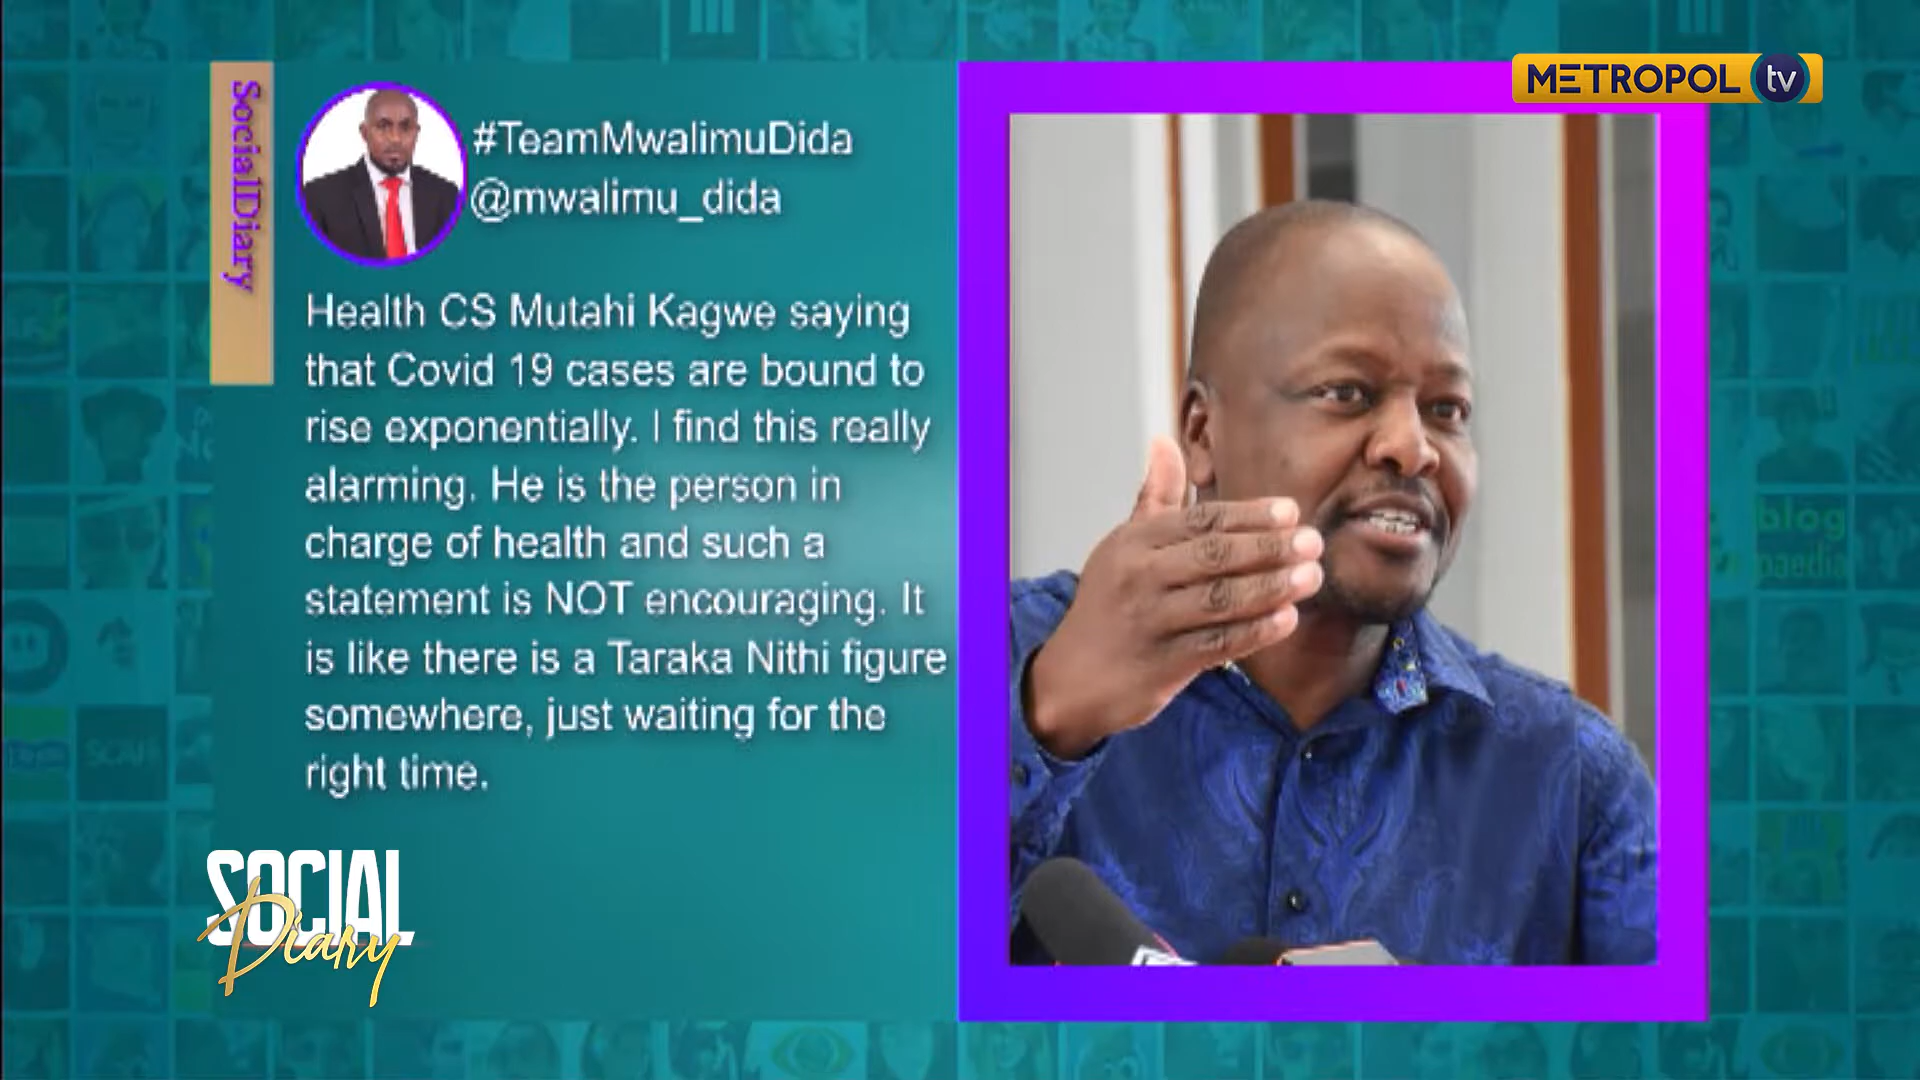 METROPOL tv
SocialDiary
#TeamMwalimuDida
@mwalimu_dida
Health CS Mutahi Kagwe saying
that Covid 19 cases are bound to
rise exponentially. I find this really
alarming. He is the person in
charge of health and such a
statement is NOT encouraging. It
is like there is a Taraka Nithi figure
somewhere, just waiting for the
right time.
SOCIAL
Diary
blog
paedia